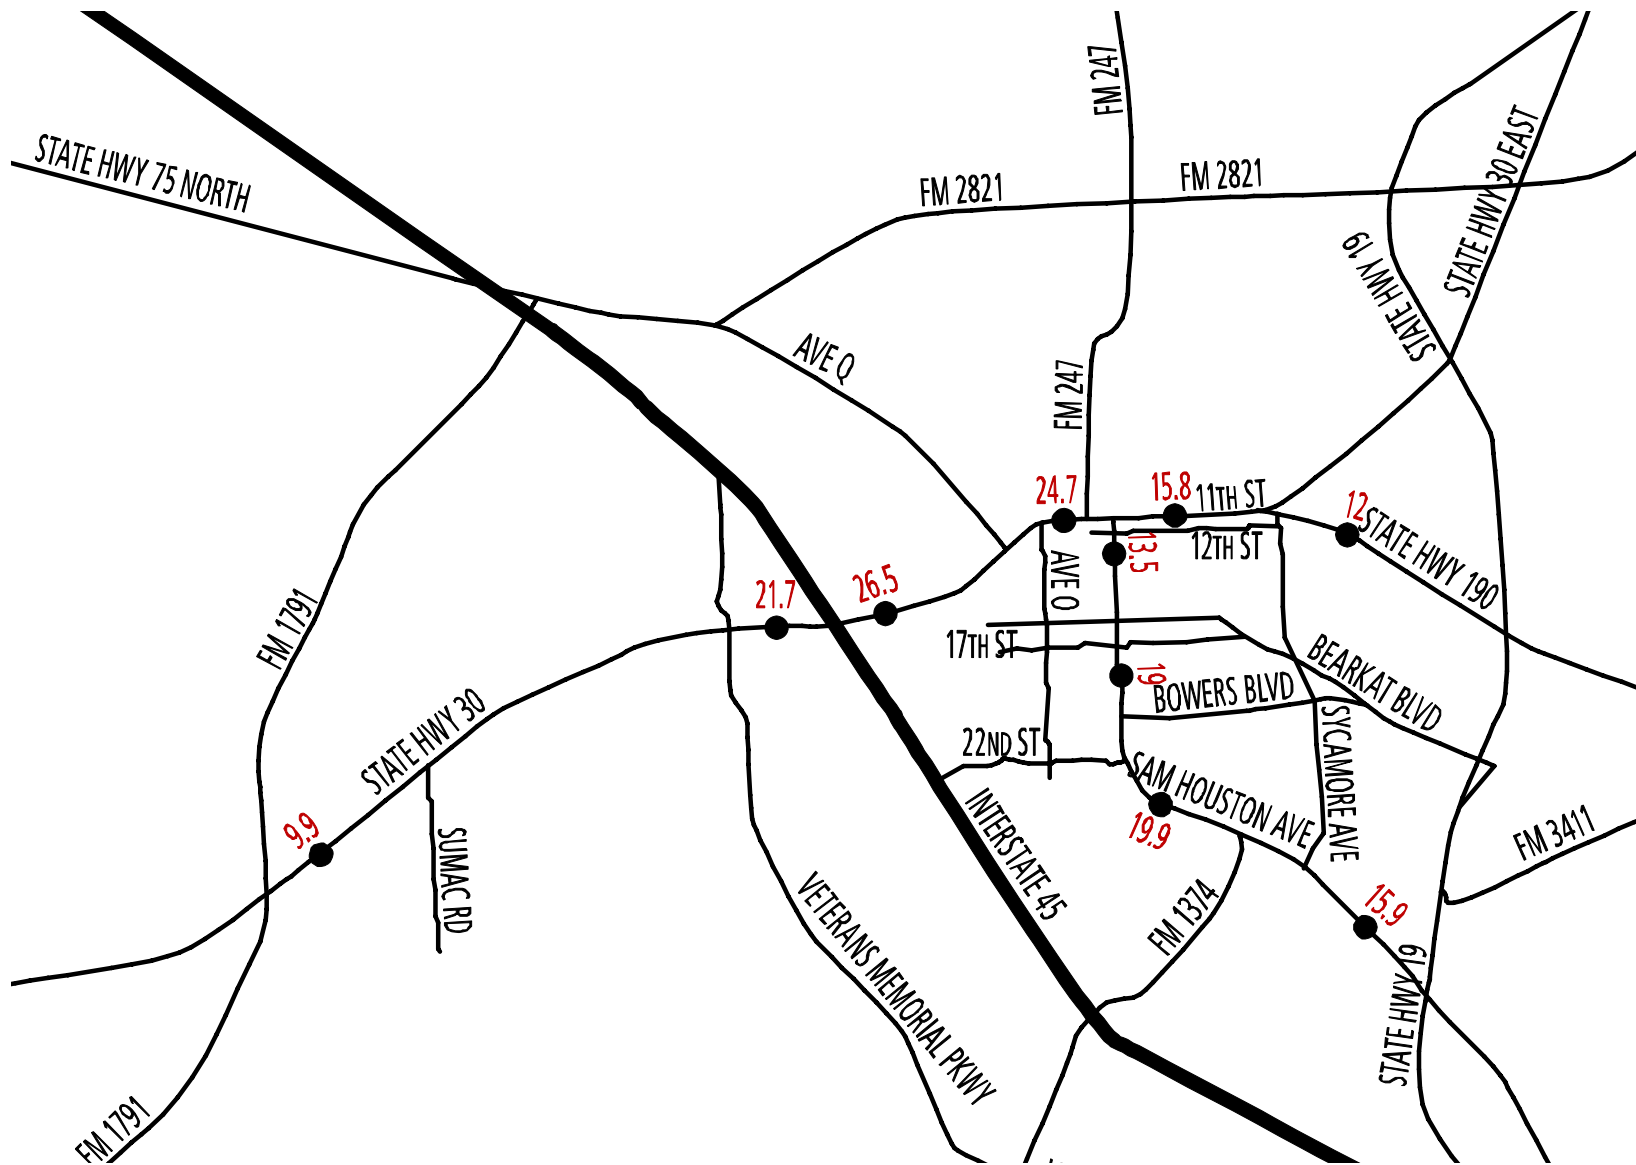 FM 247
STATE HWY 30 EAST
STATE HWY 75 NORTH
FM 2821
FM 2821
STATE HWY 19
AVE Q
FM 247
24.7
15.8
11TH ST
12
STATE HWY 190
13.5
12TH ST
AVE O
21.7
26.5
FM 1791
17TH ST
19
BEARKAT BLVD
BOWERS BLVD
STATE HWY 30
22ND ST
SYCAMORE AVE
SAM HOUSTON AVE
INTERSTATE 45
9.9
19.9
FM 3411
SUMAC RD
VETERANS MEMORIAL PKWY
FM 1374
15.9
STATE HWY 19
FM 1791